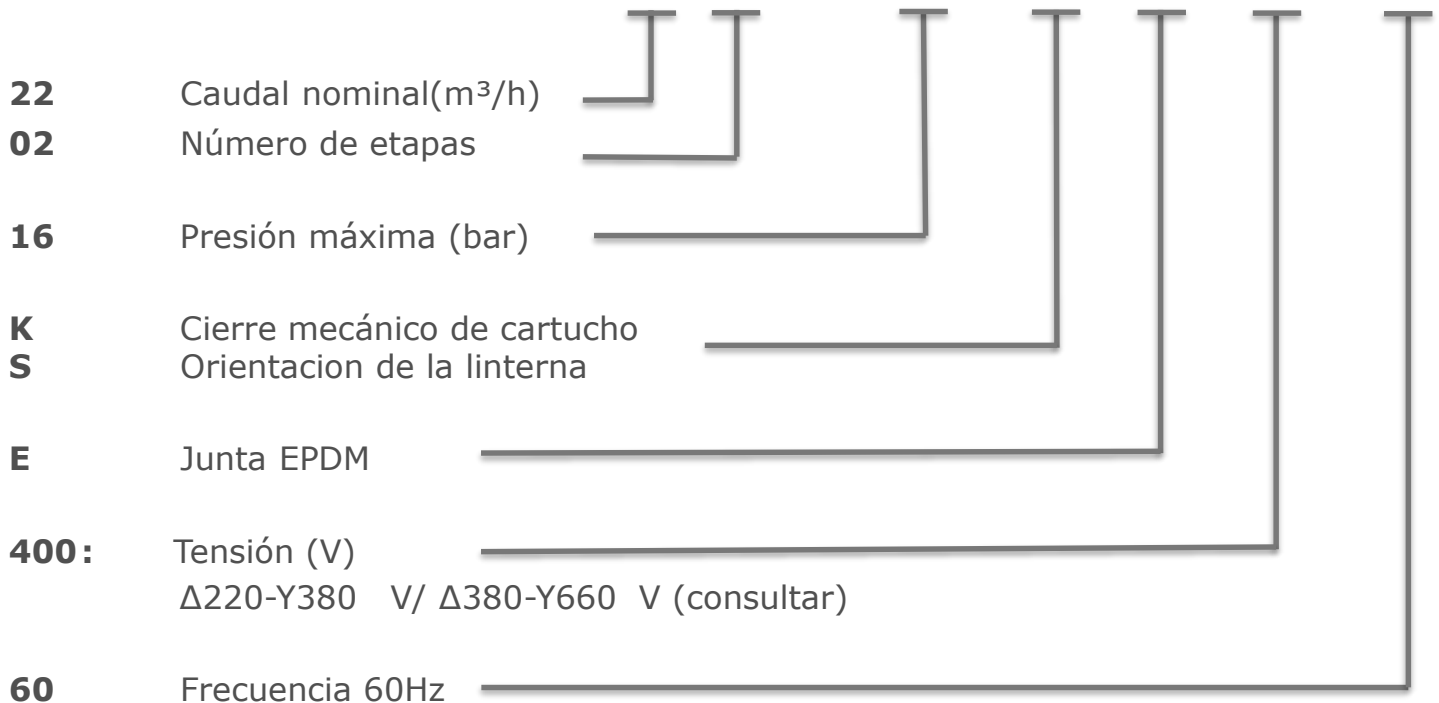 22 Caudal nominal(m³/h)
02 Número de etapas
16 Presión máxima (bar)
K Cierre mecánico de cartucho
S Orientacion de la linterna
E Junta EPDM
400: Tensión (V)
Δ220-Y380 V/ Δ380-Y660 V (consultar)
60 Frecuencia 60Hz